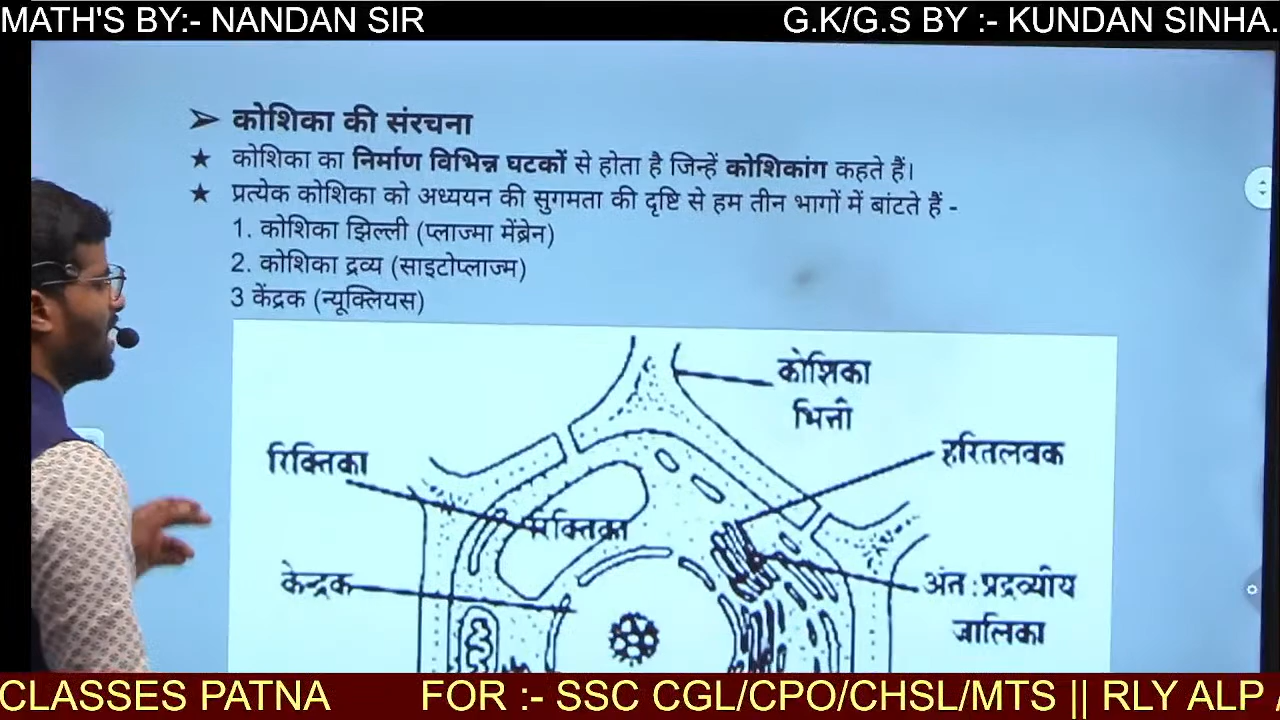 MATH'S BY:- NANDAN SIR G.K/G.S BY :- KUNDAN SINHA.
➢ कोशिका की संरचना
★ कोशिका का निर्माण विभिन्न घटकों से होता है जिन्हें कोशिकांग कहते हैं।
★ प्रत्येक कोशिका को अध्ययन की सुगमता की दृष्टि से हम तीन भागों में बांटते हैं -
1. कोशिका झिल्ली (प्लाज्मा मेंब्रेन)
2. कोशिका द्रव्य (साइटोप्लाज्म)
3 केंद्रक (न्यूक्लियस)
कोशिका
भित्ती
रिक्तिका
हरितलवक
रिक्तिका
केन्द्रक
अंत:प्रद्रव्यीय
जालिका
CLASSES PATNA FOR :- SSC CGL/CPO/CHSL/MTS || RLY ALP